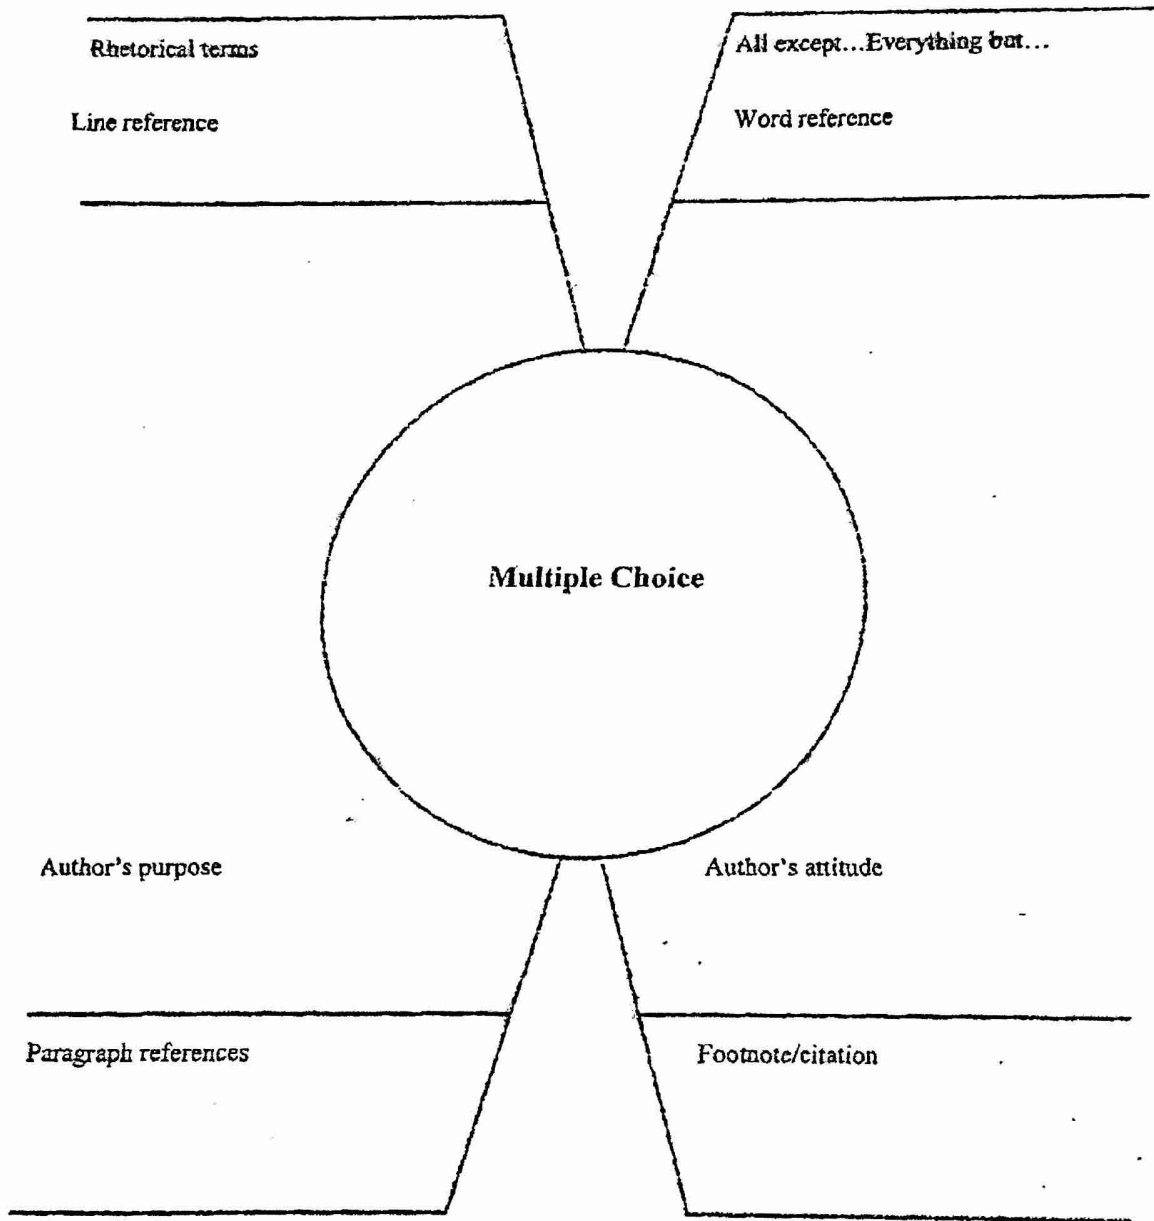 Rhetorical terms
All except...Everything but...
Line reference
Word reference
Multiple Choice
Author's purpose
Author's attitude
Paragraph references
Footnote/citation